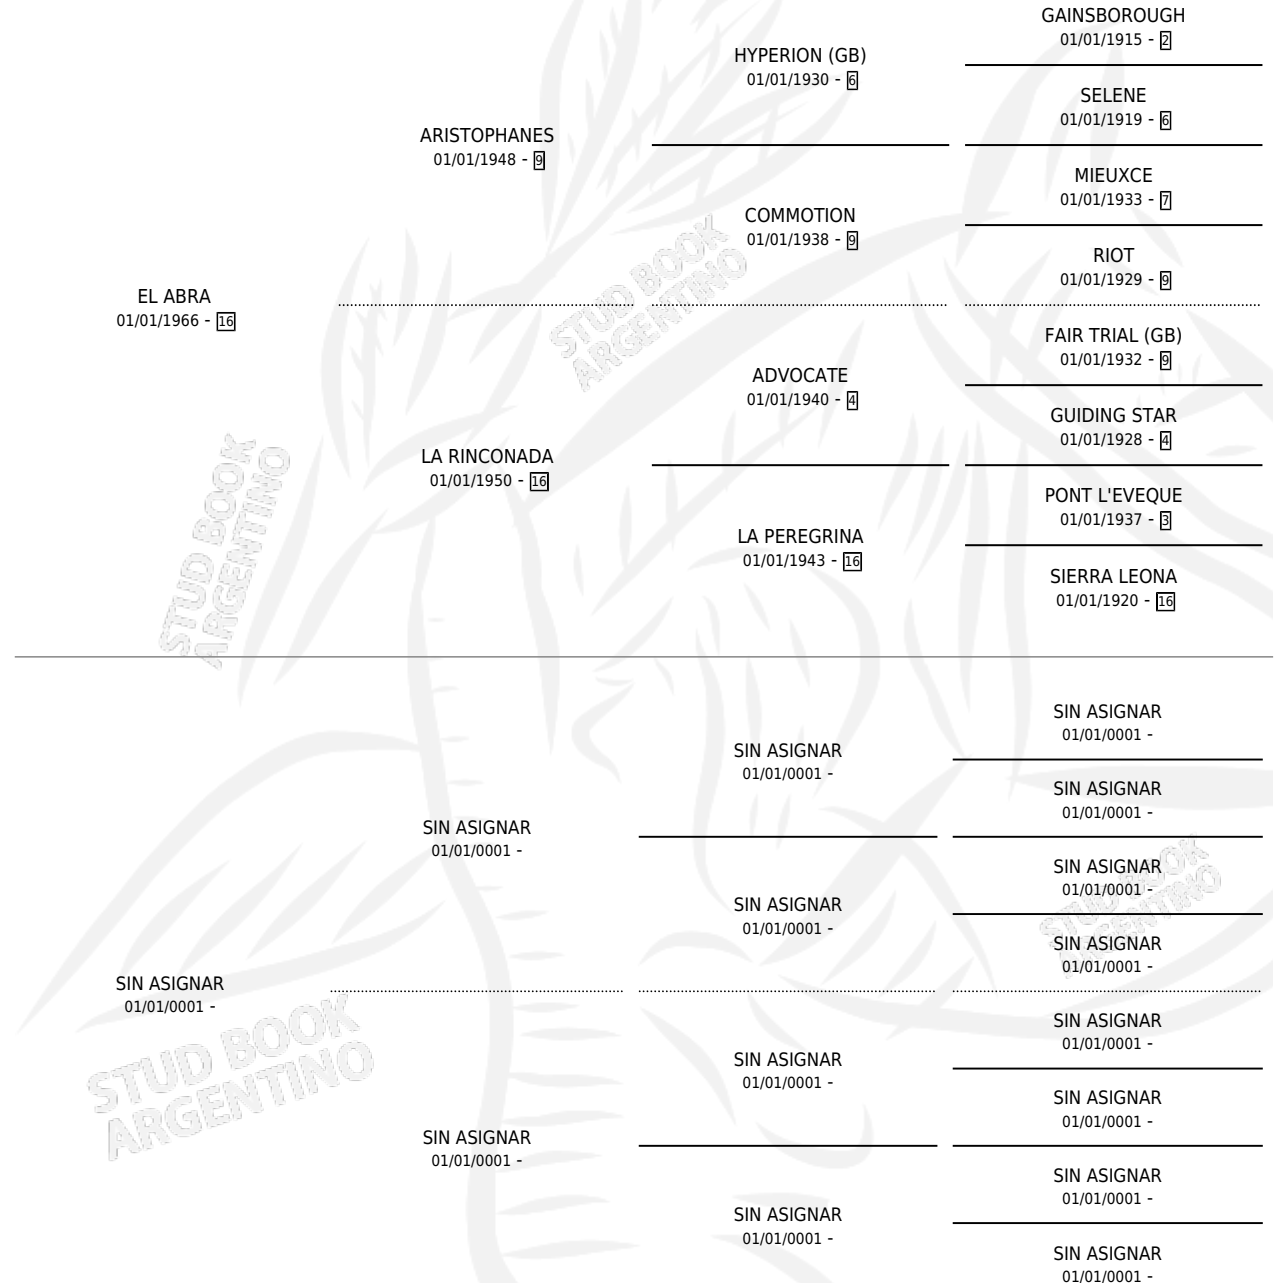 GAINSBOROUGH
01/01/1915 - 2
HYPERION (GB)
01/01/1930 - 6
SELENE
01/01/1919 - 6
ARISTOPHANES
01/01/1948 - 9
MIEUXCE
01/01/1933 - 7
COMMOTION
01/01/1938 - 9
RIOT
01/01/1929 - 9
EL ABRA
01/01/1966 - 16
STUD BOOK
ARGENTINO
FAIR TRIAL (GB)
01/01/1932 - 9
ADVOCATE
01/01/1940 - 4
GUIDING STAR
01/01/1928 - 4
LA RINCONADA
01/01/1950 - 16
PONT L'EVEQUE
01/01/1937 - 3
LA PEREGRINA
01/01/1943 - 16
SIERRA LEONA
01/01/1920 - 16
STUD BOOK
ARGENTINO
SIN ASIGNAR
01/01/0001 -
SIN ASIGNAR
01/01/0001 -
SIN ASIGNAR
01/01/0001 -
SIN ASIGNAR
01/01/0001 -
SIN ASIGNAR
01/01/0001 -
SIN ASIGNAR
01/01/0001 -
SIN ASIGNAR
01/01/0001 -
STUD BOOK
ARGENTINO
SIN ASIGNAR
01/01/0001 -
SIN ASIGNAR
01/01/0001 -
SIN ASIGNAR
01/01/0001 -
SIN ASIGNAR
01/01/0001 -
STUD BOOK
ARGENTINO
SIN ASIGNAR
01/01/0001 -
SIN ASIGNAR
01/01/0001 -
SIN ASIGNAR
01/01/0001 -
SIN ASIGNAR
01/01/0001 -